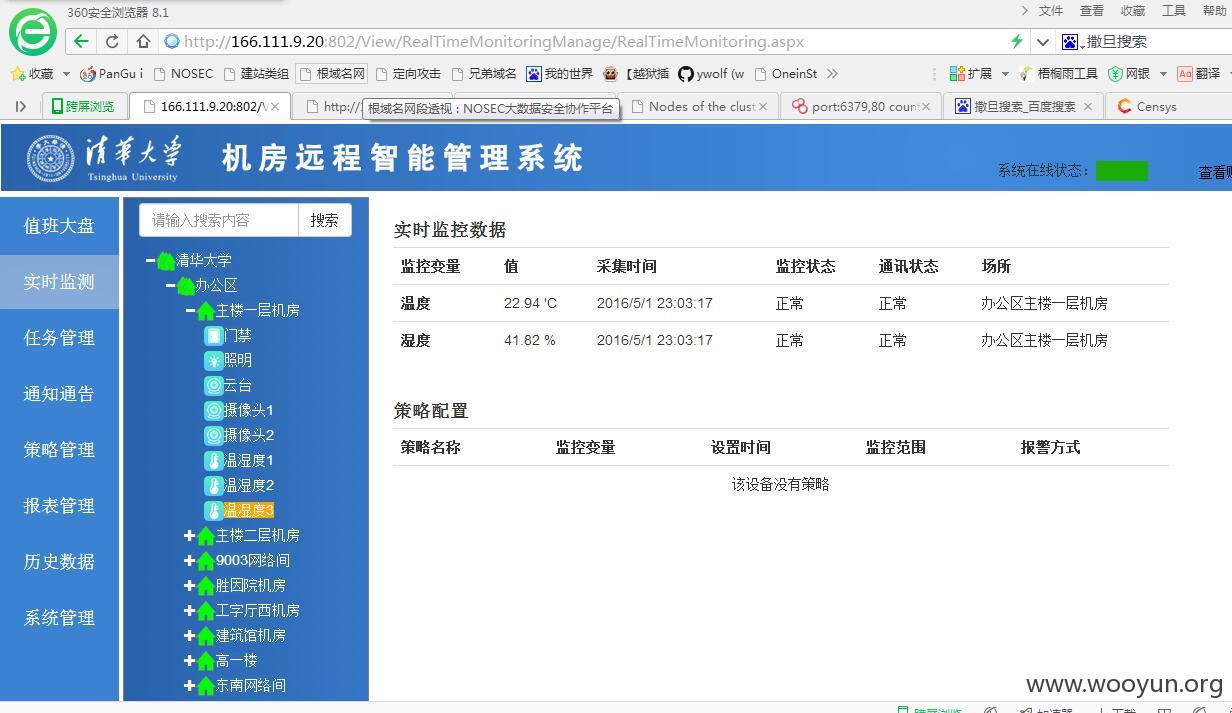 360安全浏览器 8.1
文件 查看 收藏 工具 帮助
http://166.111.9.20:802/View/RealTimeMonitoringManage/RealTimeMonitoring.aspx
撒旦搜索
收藏 PanGu i NOSEC 建站类组 根域名网 定向攻击 兄弟域名 我的世界 【越狱插 ywolf (w OneinSt 扩展 梧桐雨工具 网银 翻译
跨屏浏览 166.111.9.20:802/V http:/ Nodes of the clust port:6379,80 coun 撒旦搜索_百度搜索 Censys
根域名网段透视：NOSEC大数据安全协作平台
清华大学
Tsinghua University
机房远程智能管理系统
系统在线状态：
查看
值班大盘
实时监测
任务管理
通知通告
策略管理
报表管理
历史数据
系统管理
请输入搜索内容 搜索
清华大学
办公区
主楼一层机房
门禁
照明
云台
摄像头1
摄像头2
温湿度1
温湿度2
温湿度3
主楼二层机房
9003网络间
胜因院机房
工字厅西机房
建筑馆机房
高一楼
东南网络间
实时监控数据
监控变量 值 采集时间 监控状态 通讯状态 场所
温度 22.94 'C 2016/5/1 23:03:17 正常 正常 办公区主楼一层机房
湿度 41.82 % 2016/5/1 23:03:17 正常 正常 办公区主楼一层机房
策略配置
策略名称 监控变量 设置时间 监控范围 报警方式
该设备没有策略
www.wooyun.org